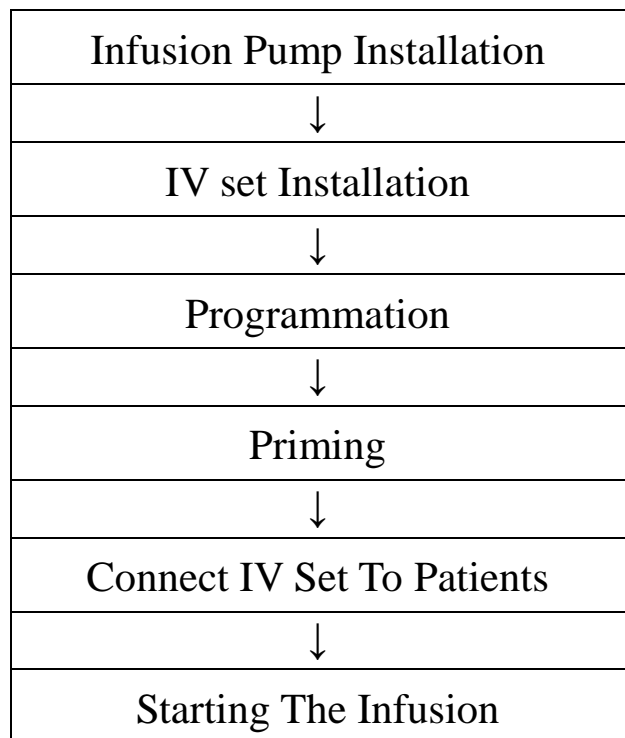 Infusion Pump Installation
↓
IV set Installation
↓
Programmation
↓
Priming
↓
Connect IV Set To Patients
↓
Starting The Infusion